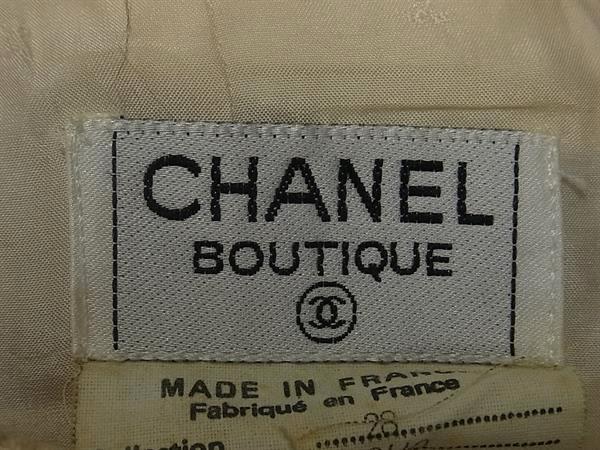 CHANEL
BOUTIQUE
MADE IN FRANCE
Fabriqué en France
28